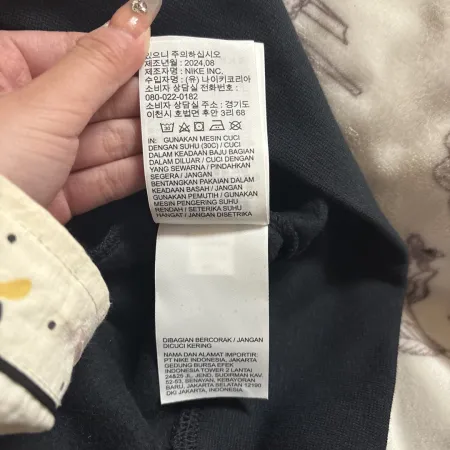 있으니 주의하십시오
제조년월 : 2024.08
제조자명 : NIKE INC.
수입자명 : (유) 나이키코리아
소비자 상담실 전화번호 :
080-022-0182
소비자 상담실 주소 : 경기도
이천시 호법면 후안 3리 68
IN: GUNAKAN MESIN CUCI
DENGAN SUHU (30C) / CUCI
DALAM KEADAAN BAJU BAGIAN
DALAM DILUAR / CUCI DENGAN
YANG SEWARNA / PINDAHKAN
SEGERA / JANGAN
BENTANGKAN PAKAIAN DALAM
KEADAAN BASAH / JANGAN
GUNAKAN PEMUTIH / GUNAKAN
MESIN PENGERING SUHU
RENDAH / SETERIKA SUHU
HANGAT / JANGAN DISETRIKA
DIBAGIAN BERCORAK / JANGAN
DICUCI KERING
NAMA DAN ALAMAT IMPORTIR:
PT NIKE INDONESIA, JAKARTA
GEDUNG BURSA EFEK
INDONESIA TOWER 2 LANTAI
24&25 JL. JEND. SUDIRMAN KAV.
52-53, SENAYAN, KEBAYORAN
BARU, JAKARTA SELATAN 12190
DKI JAKARTA, INDONESIA.